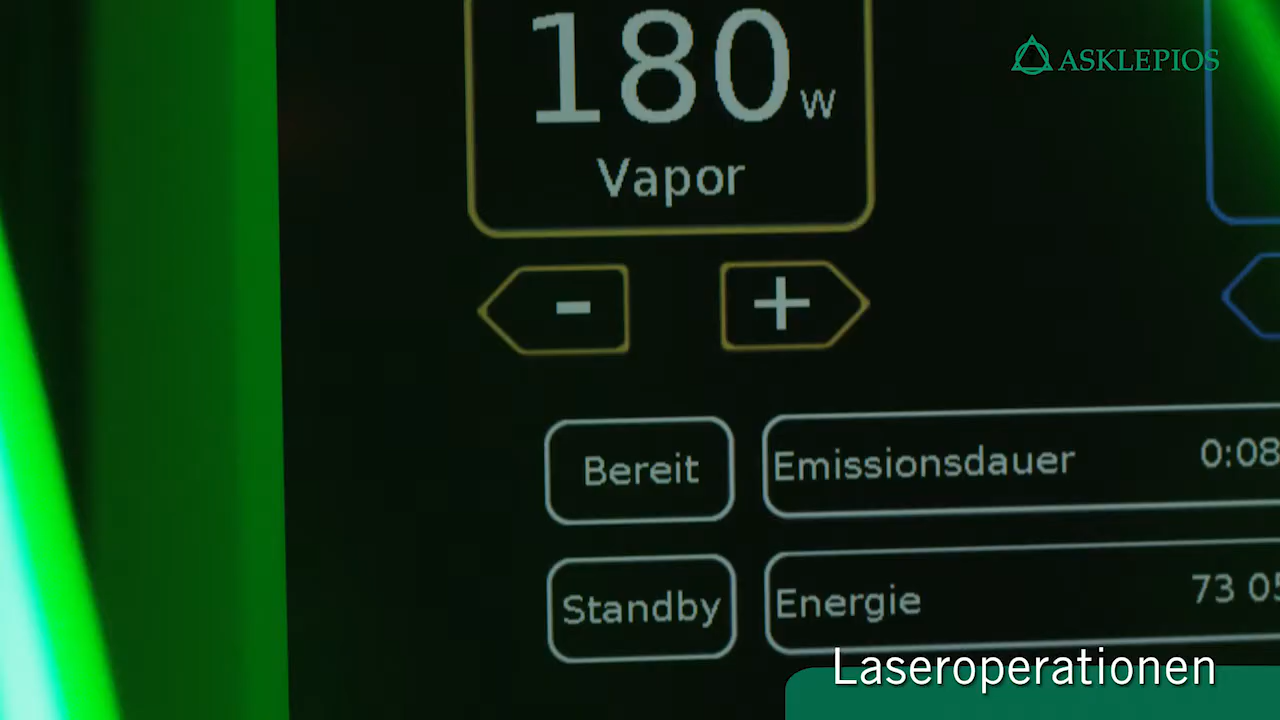 180 W
ASKLEPIOS
Vapor
- +
Bereit
Emissionsdauer 0:08
Standby
Energie 73 05
Laseroperationen